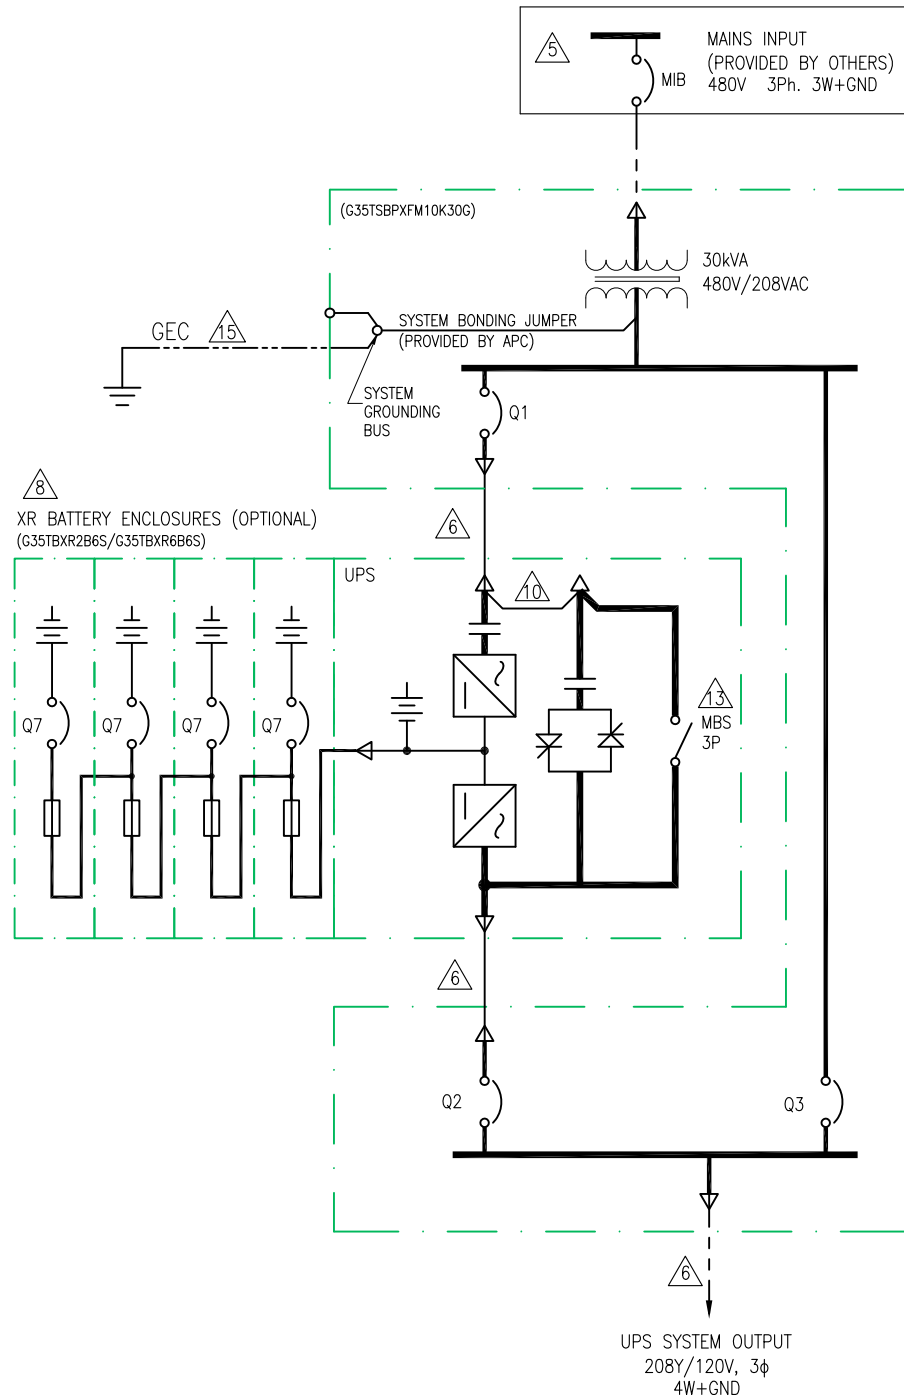 5
MAINS INPUT
(PROVIDED BY OTHERS)
480V 3Ph. 3W+GND
MIB
(G35TSBPXFM10K30G)
30kVA
480V/208VAC
GEC
15
SYSTEM BONDING JUMPER
(PROVIDED BY APC)
SYSTEM
GROUNDING
BUS
Q1
8
XR BATTERY ENCLOSURES (OPTIONAL)
(G35TBXR2B6S/G35TBXR6B6S)
6
UPS
10
Q7
Q7
Q7
Q7
13
MBS
3P
6
Q2
Q3
6
UPS SYSTEM OUTPUT
208Y/120V, 3ϕ
4W+GND